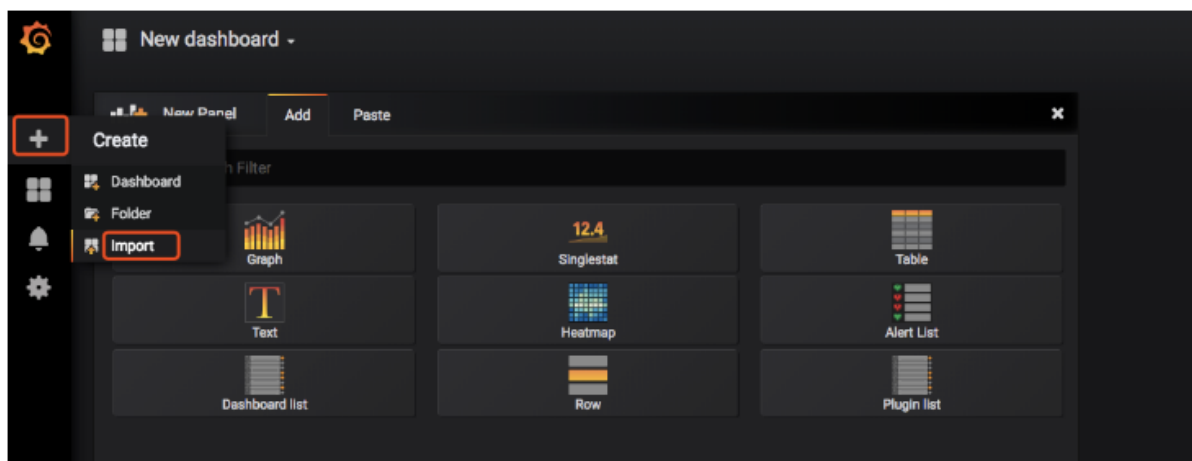 New dashboard
New Panel
Add
Paste
Create
Filter
Dashboard
Folder
Import
Graph
12.4
Singlestat
Table
T
Text
Heatmap
Alert List
Dashboard list
Row
Plugin list